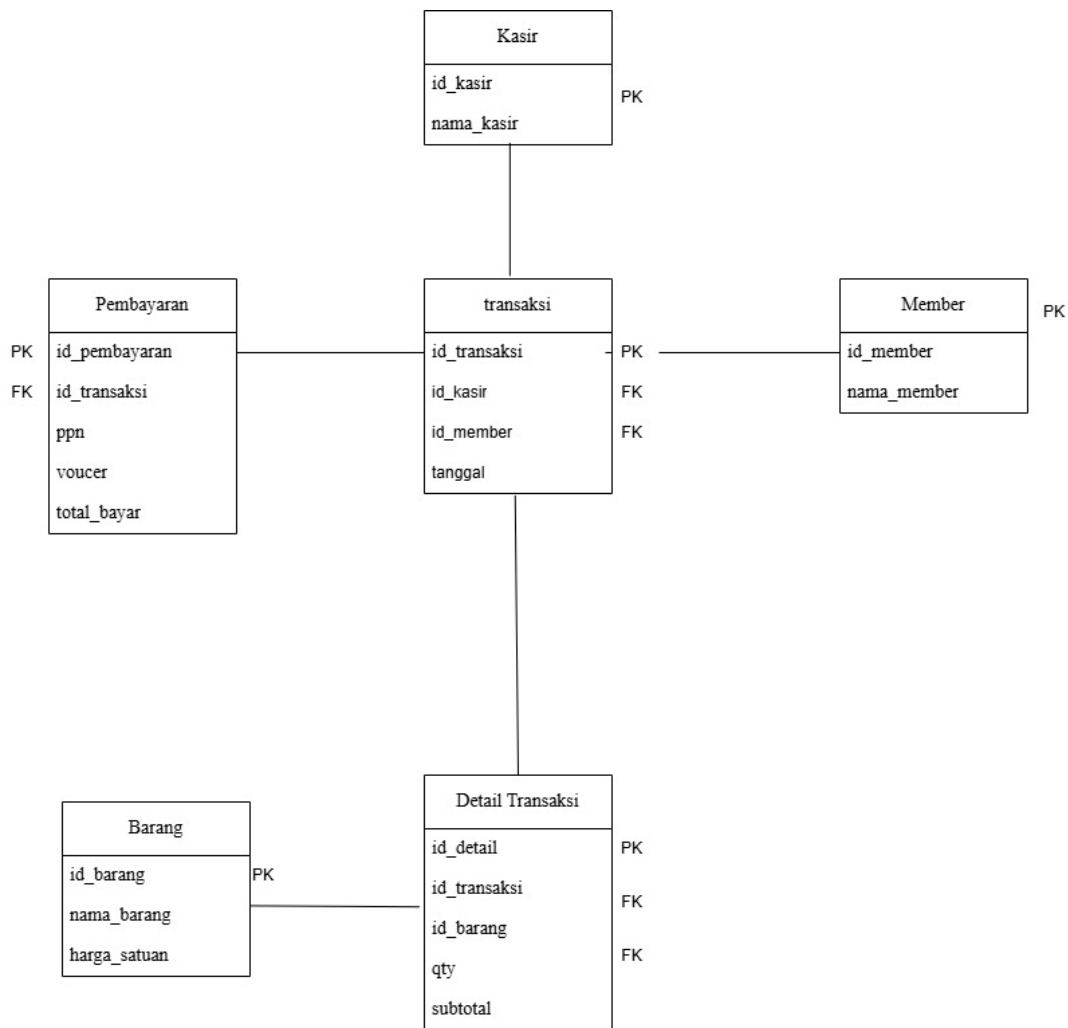 Kasir
id_kasir
PK
nama_kasir
Pembayaran
PK id_pembayaran
FK id_transaksi
ppn
voucer
total_bayar
transaksi
id_transaksi PK
id_kasir FK
id_member FK
tanggal
Member
PK
id_member
nama_member
Barang
id_barang PK
nama_barang
harga_satuan
Detail Transaksi
id_detail PK
id_transaksi
FK
id_barang
FK
qty
subtotal